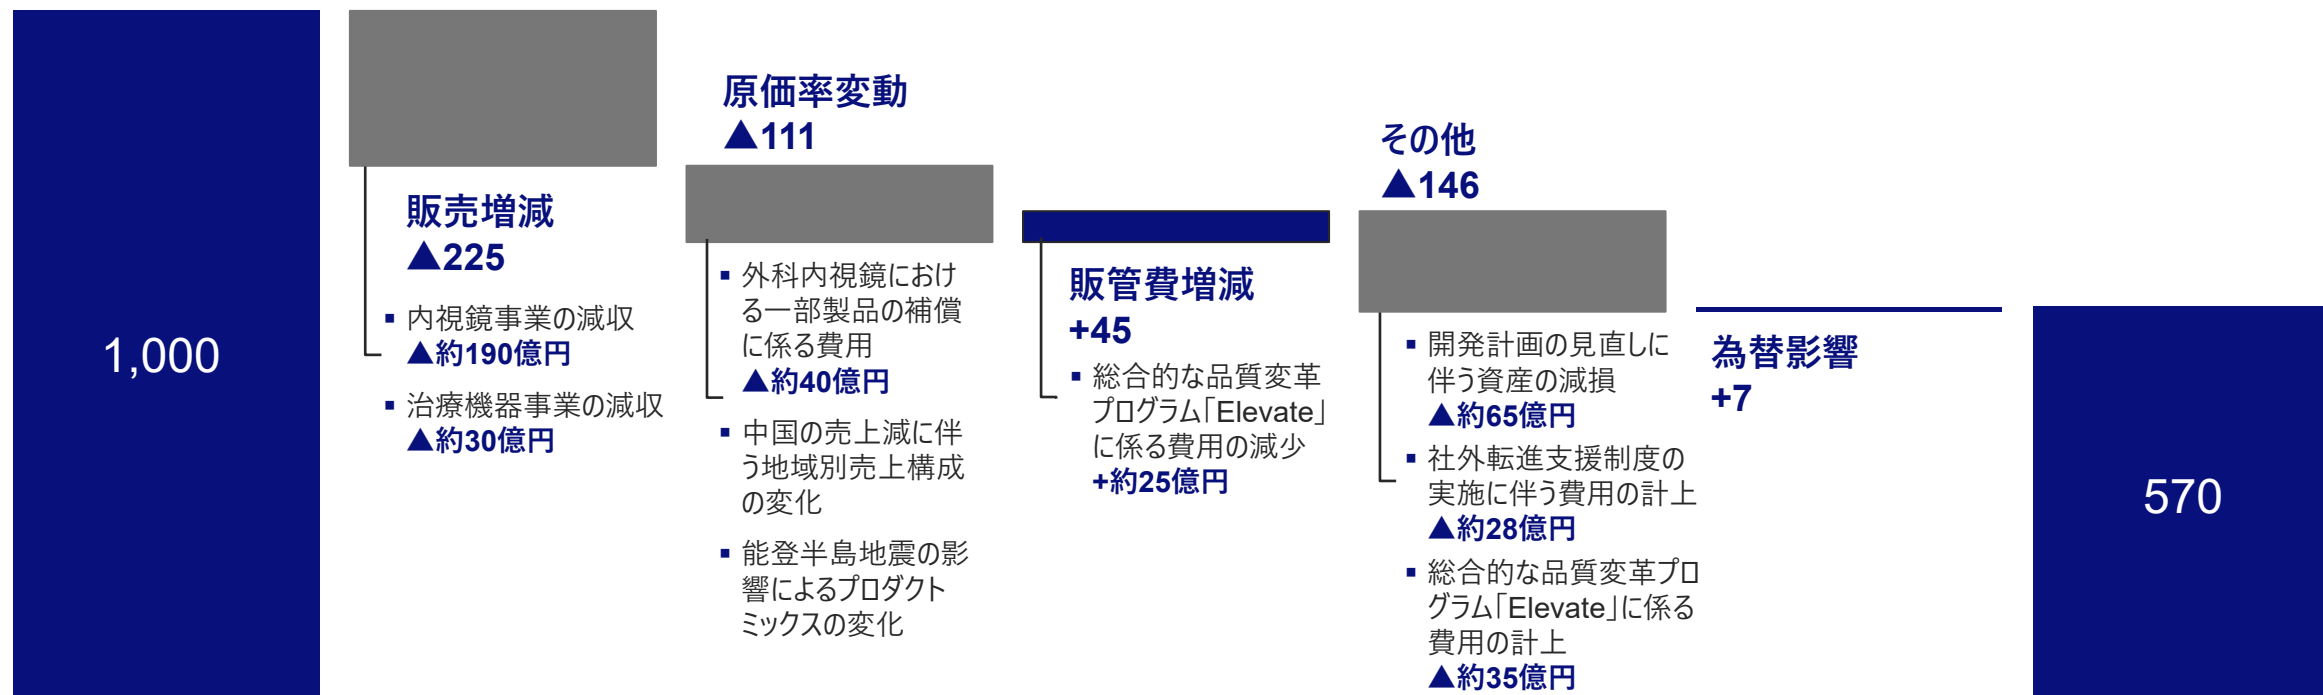 1,000
販売増減
▲225
▪ 内視鏡事業の減収
▲約190億円
▪ 治療機器事業の減収
▲約30億円
原価率変動
▲111
▪ 外科内視鏡におけ
る一部製品の補償
に係る費用
▲約40億円
▪ 中国の売上減に伴
う地域別売上構成
の変化
▪ 能登半島地震の影
響によるプロダクト
ミックスの変化
販管費増減
+45
▪ 総合的な品質変革
プログラム「Elevate」
に係る費用の減少
+約25億円
その他
▲146
▪ 開発計画の見直しに
伴う資産の減損
▲約65億円
▪ 社外転進支援制度の
実施に伴う費用の計上
▲約28億円
▪ 総合的な品質変革プロ
グラム「Elevate」に係る
費用の計上
▲約35億円
為替影響
+7
570